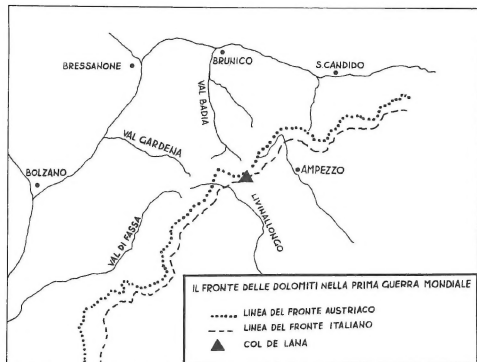 BRESSANONE
BRUNICO
S. CANDIDO
VAL BADIA
VAL GARDENA
BOLZANO
AMPEZZO
LIVINALLONGO
VAL DI FASSA
IL FRONTE DELLE DOLOMITI NELLA PRIMA GUERRA MONDIALE
LINEA DEL FRONTE AUSTRIACO
LINEA DEL FRONTE ITALIANO
COL DE LANA